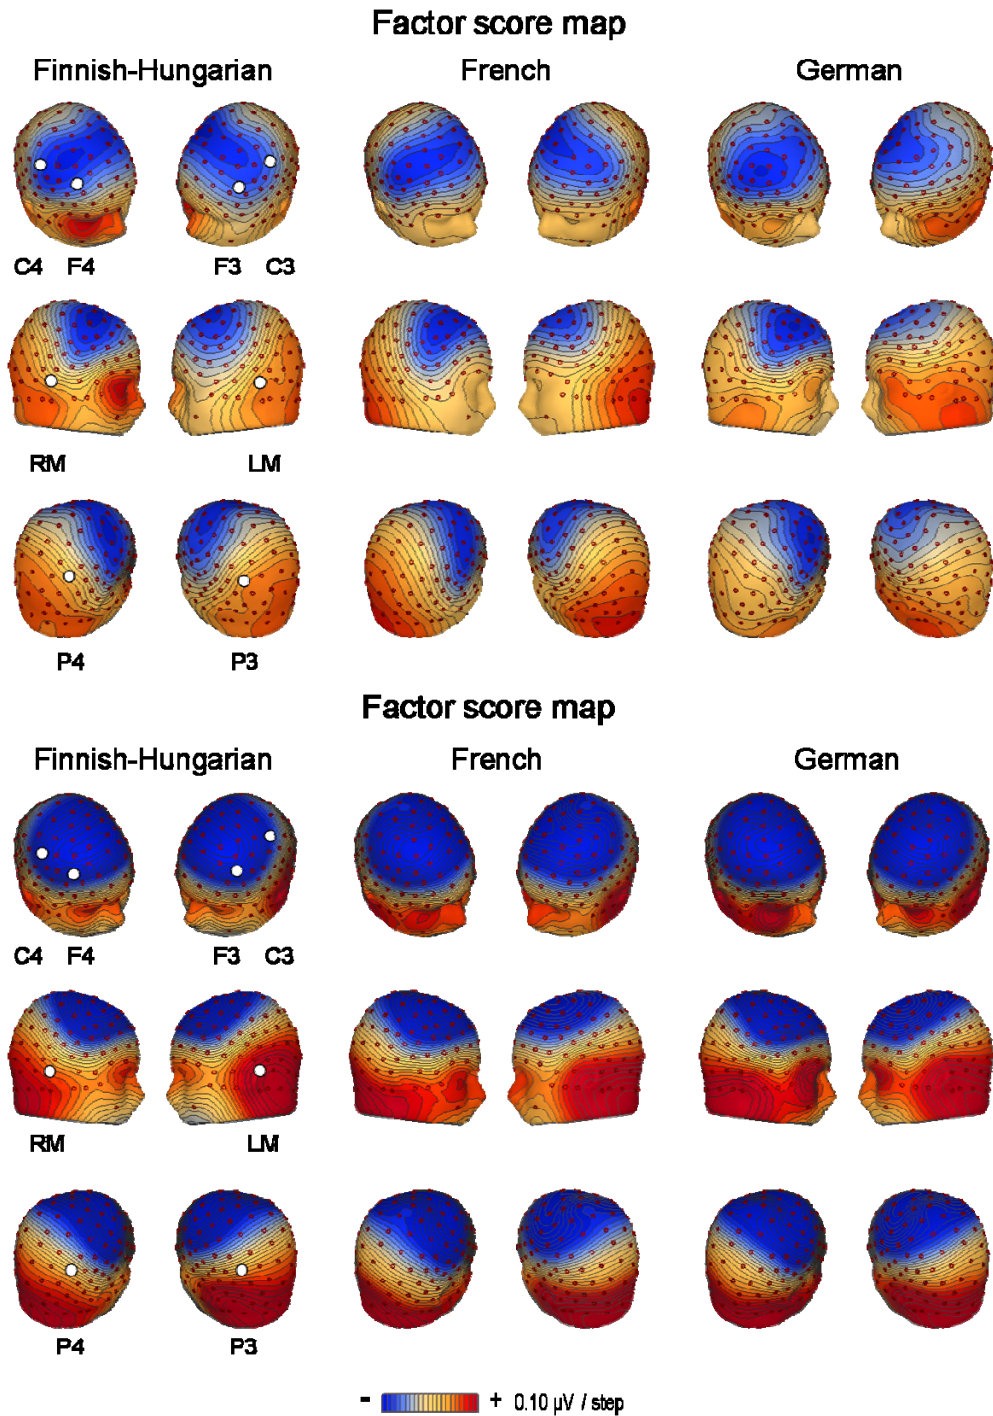 Factor score map
Finnish-Hungarian French German
C4 F4 F3 C3
RM LM
P4 P3
Factor score map
Finnish-Hungarian French German
C4 F4 F3 C3
RM LM
P4 P3
- + 0.10 µV / step